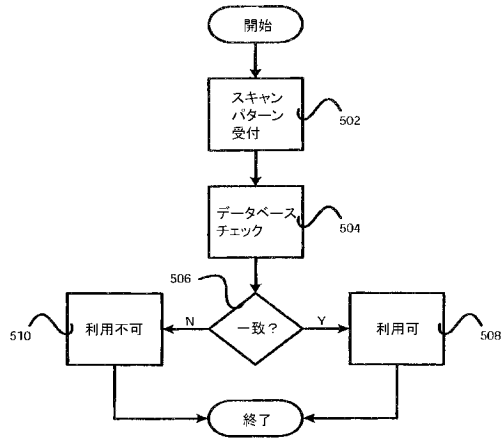 開始
スキャン
パターン
受付
502
データベース
チェック
504
506
一致?
N
Y
510
利用不可
利用可
508
終了